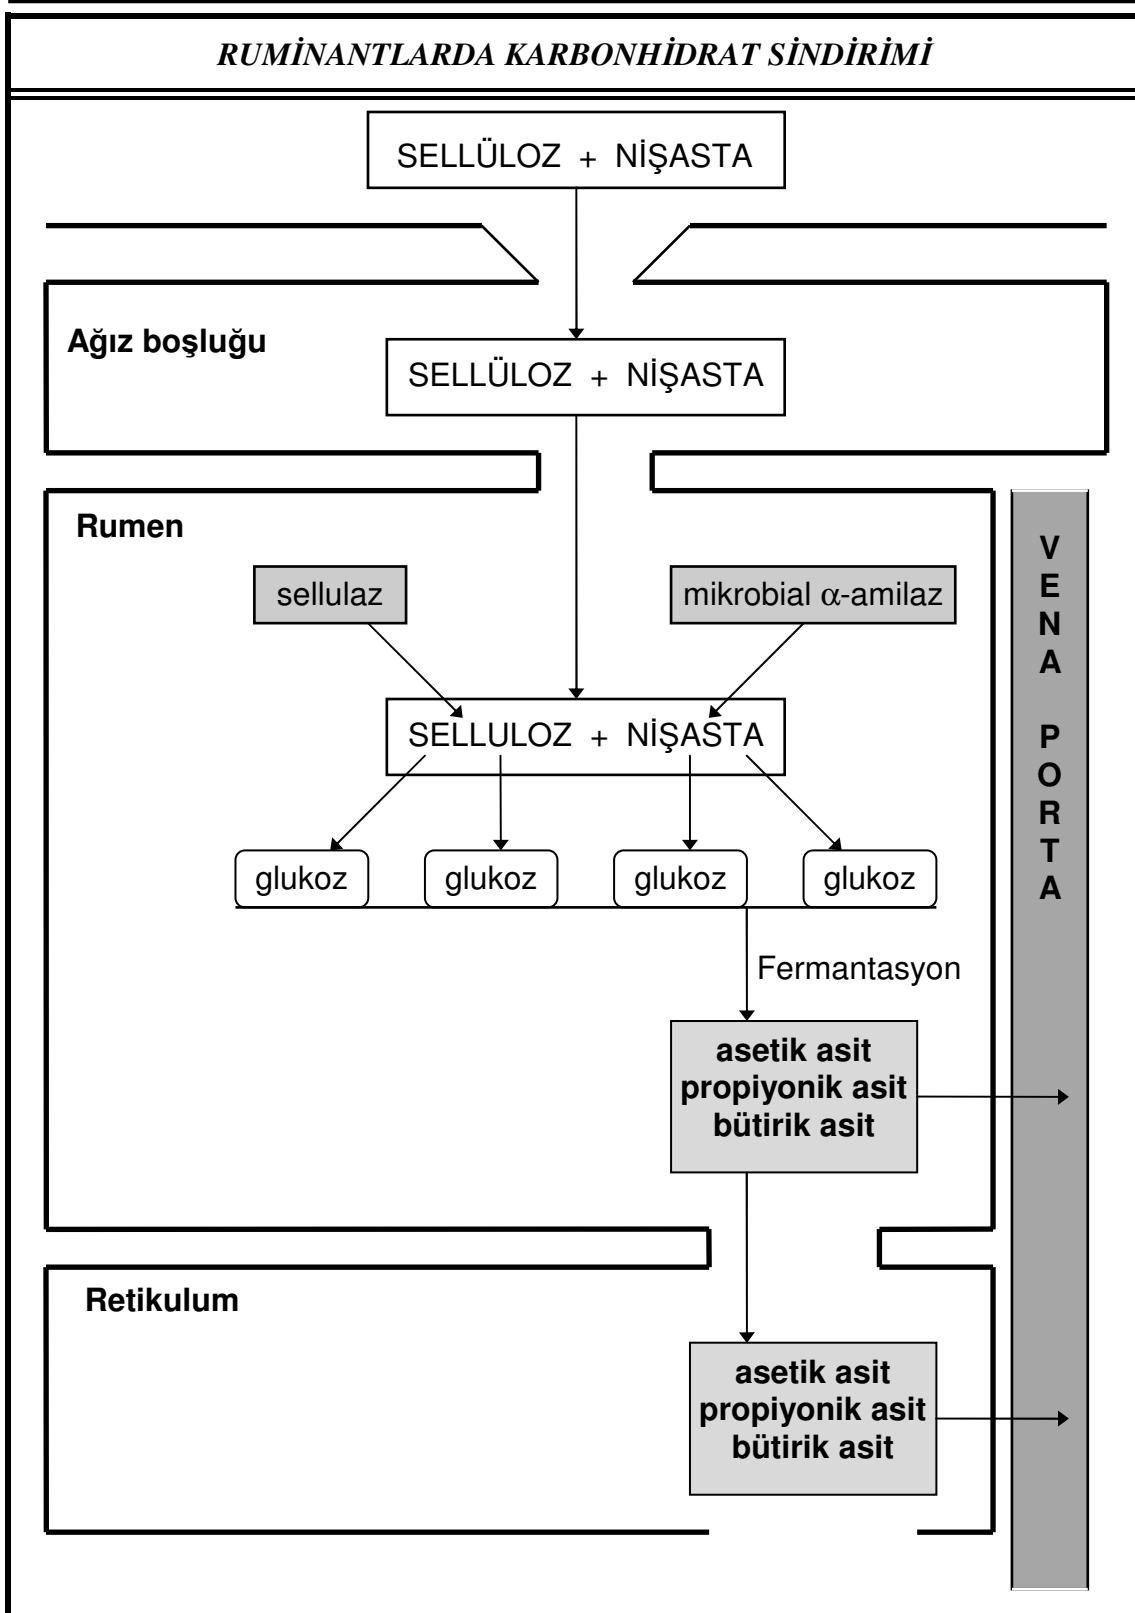 RUMİNANTLARDA KARBONHİDRAT SİNDİRİMİ
SELLÜLOZ + NİŞASTA
Ağız boşluğu
SELLÜLOZ + NİŞASTA
Rumen
sellulaz
mikrobial α-amilaz
SELLULOZ + NİŞASTA
glukoz glukoz glukoz glukoz
Fermantasyon
asetik asit
propiyonik asit
bütirik asit
Retikulum
asetik asit
propiyonik asit
bütirik asit
V
E
N
A
P
O
R
T
A